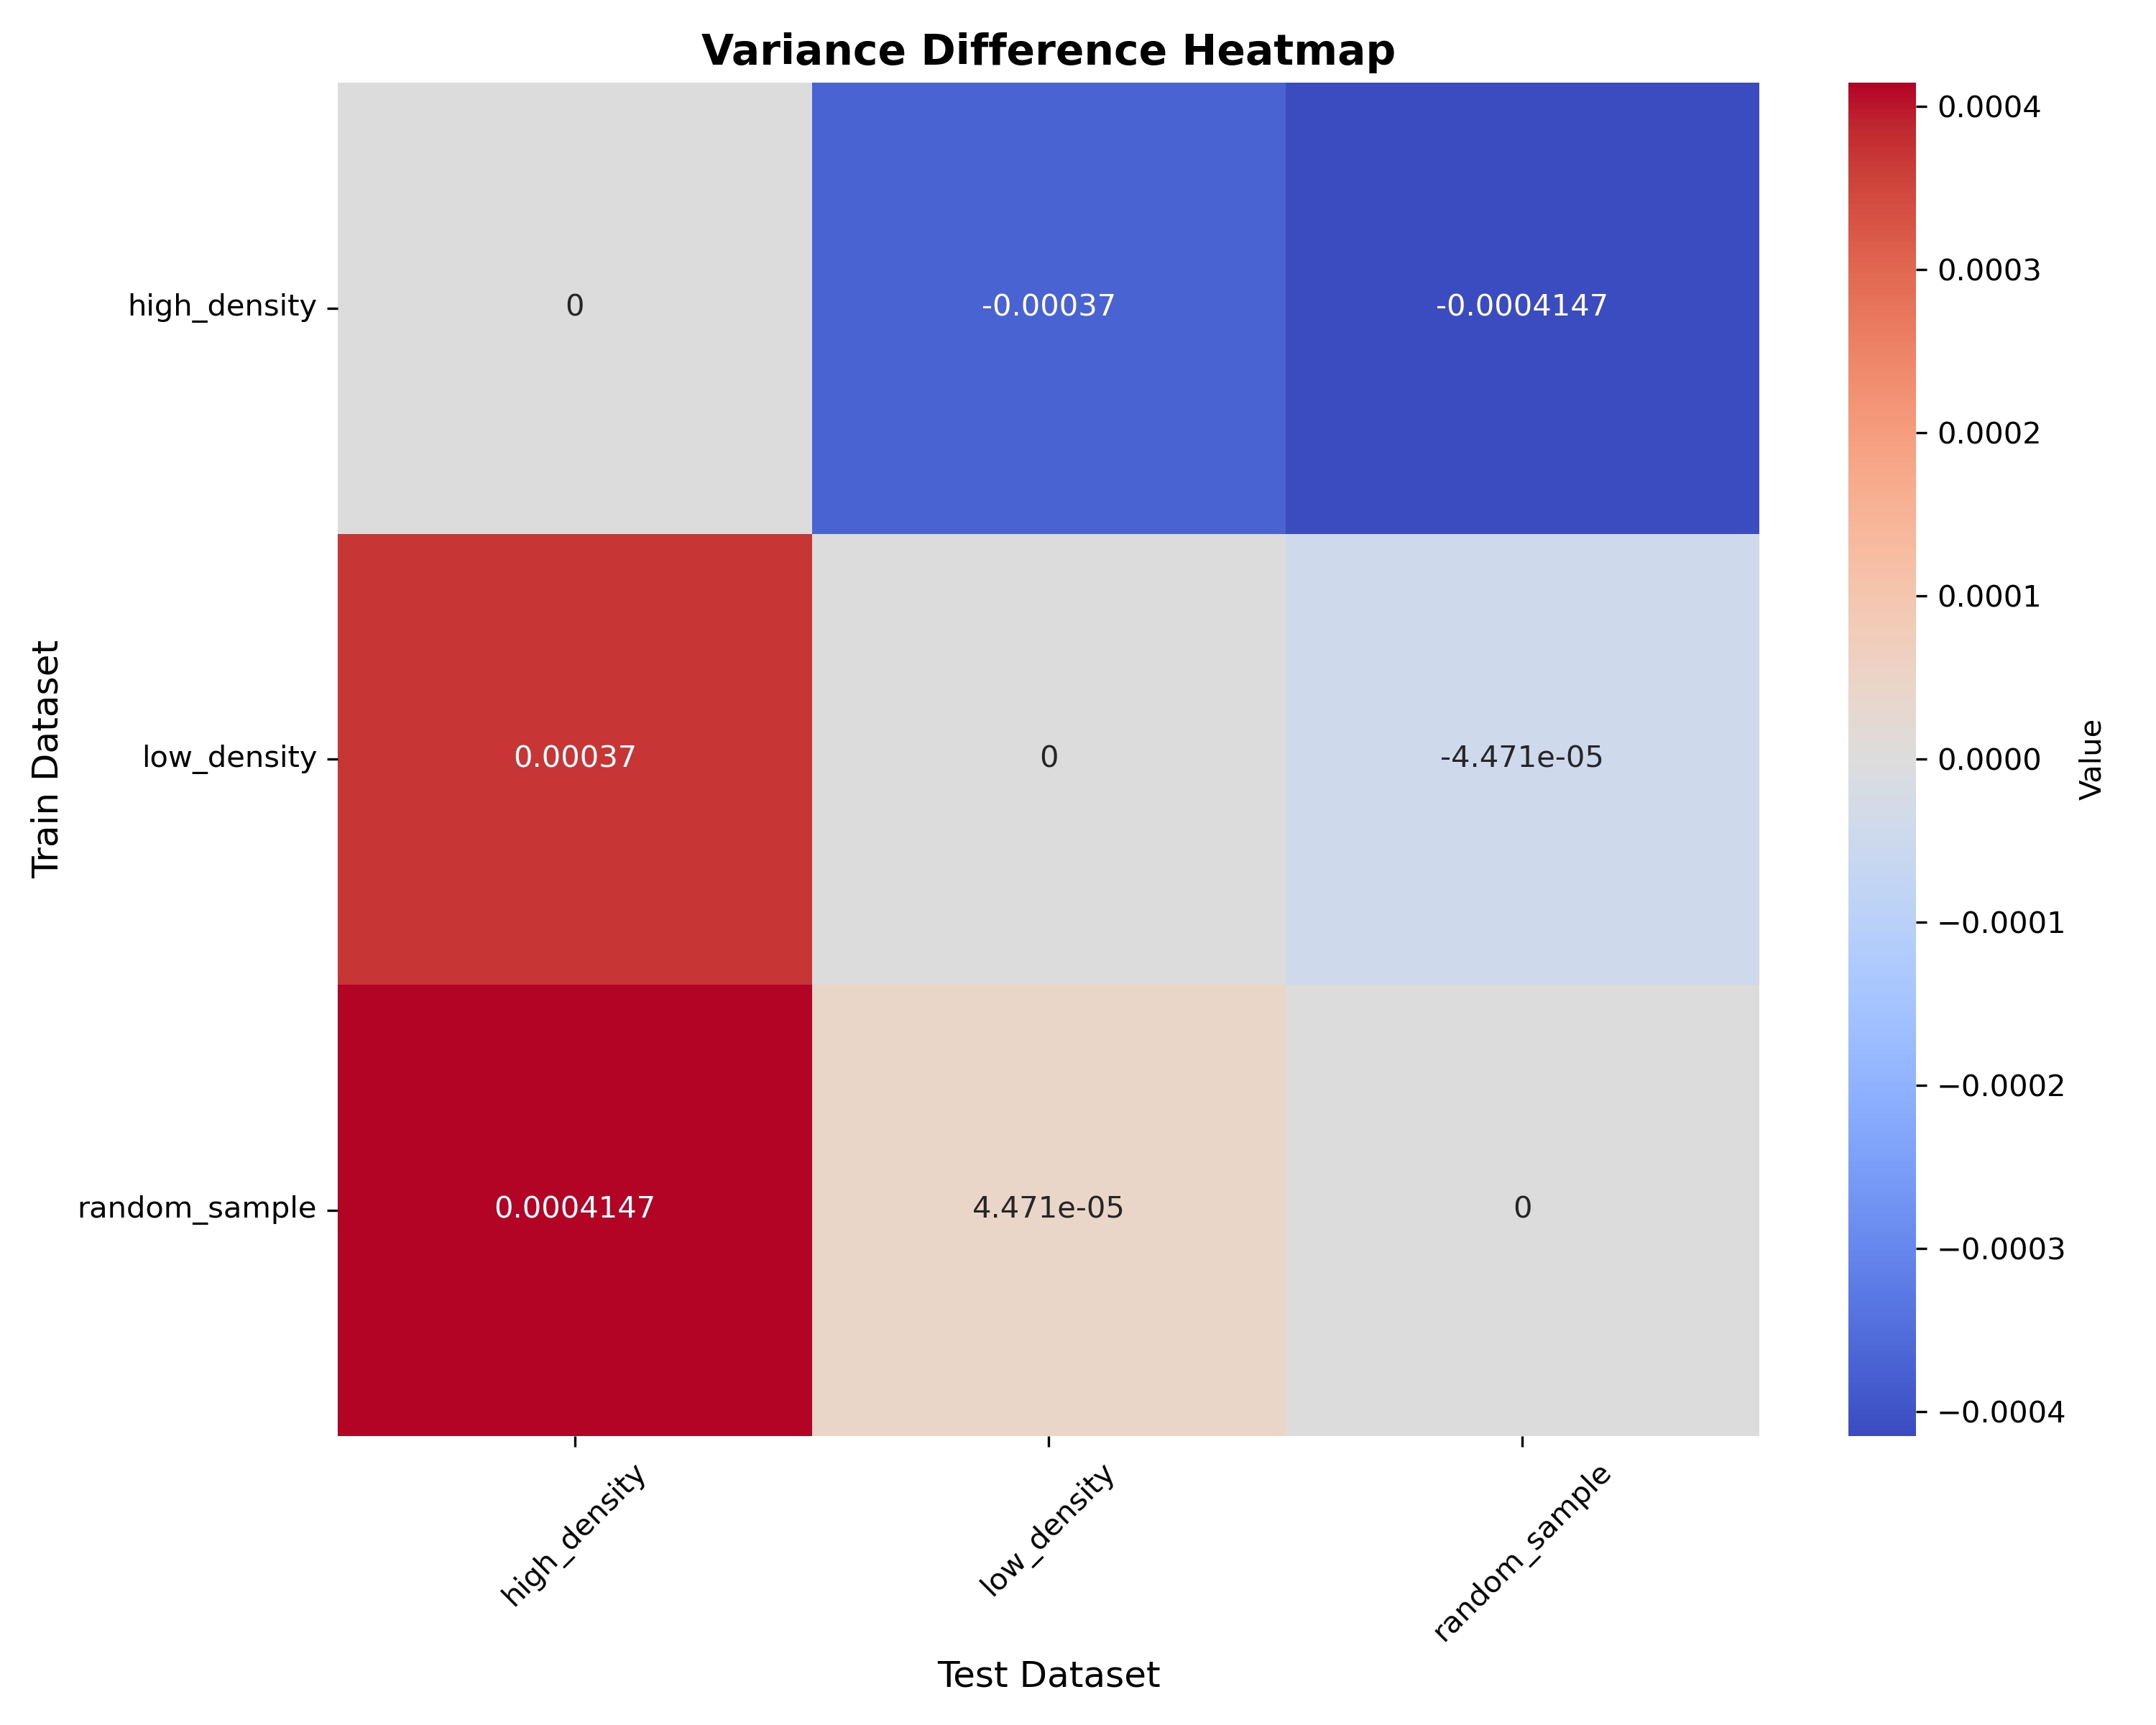 Variance Difference Heatmap
Train Dataset
high_density
0
-0.00037
-0.0004147
low_density
0.00037
0
-4.471e-05
random_sample
0.0004147
4.471e-05
0
high_density
low_density
random_sample
Test Dataset
0.0004
0.0003
0.0002
0.0001
0.0000
−0.0001
−0.0002
−0.0003
−0.0004
Value